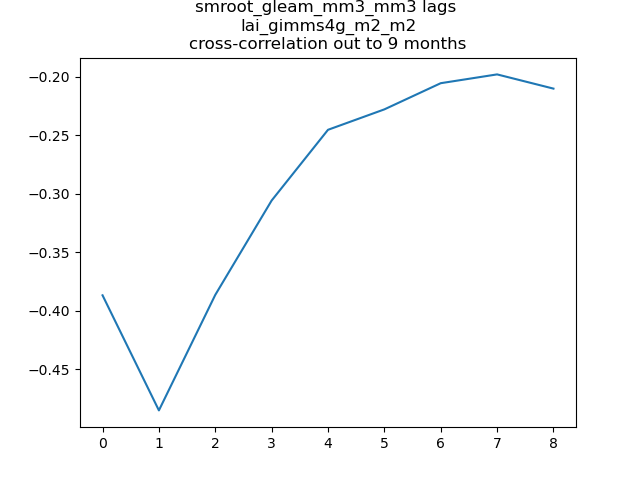 smroot_gleam_mm3_mm3 lags
lai_gimms4g_m2_m2
cross-correlation out to 9 months
−0.20
−0.25
−0.30
−0.35
−0.40
−0.45
0 1 2 3 4 5 6 7 8